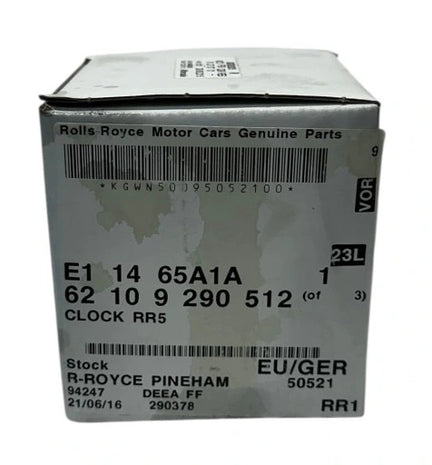 Rolls Royce Motor Cars Genuine Parts
9
*KGWN50J95052100*
VOR
23L
E1 14 65A1A 1
62 10 9 290 512 (of 3)
CLOCK RR5
Stock EU/GER
R-ROYCE PINEHAM 50521
94247 DEEA FF
21/06/16 290378 RR1